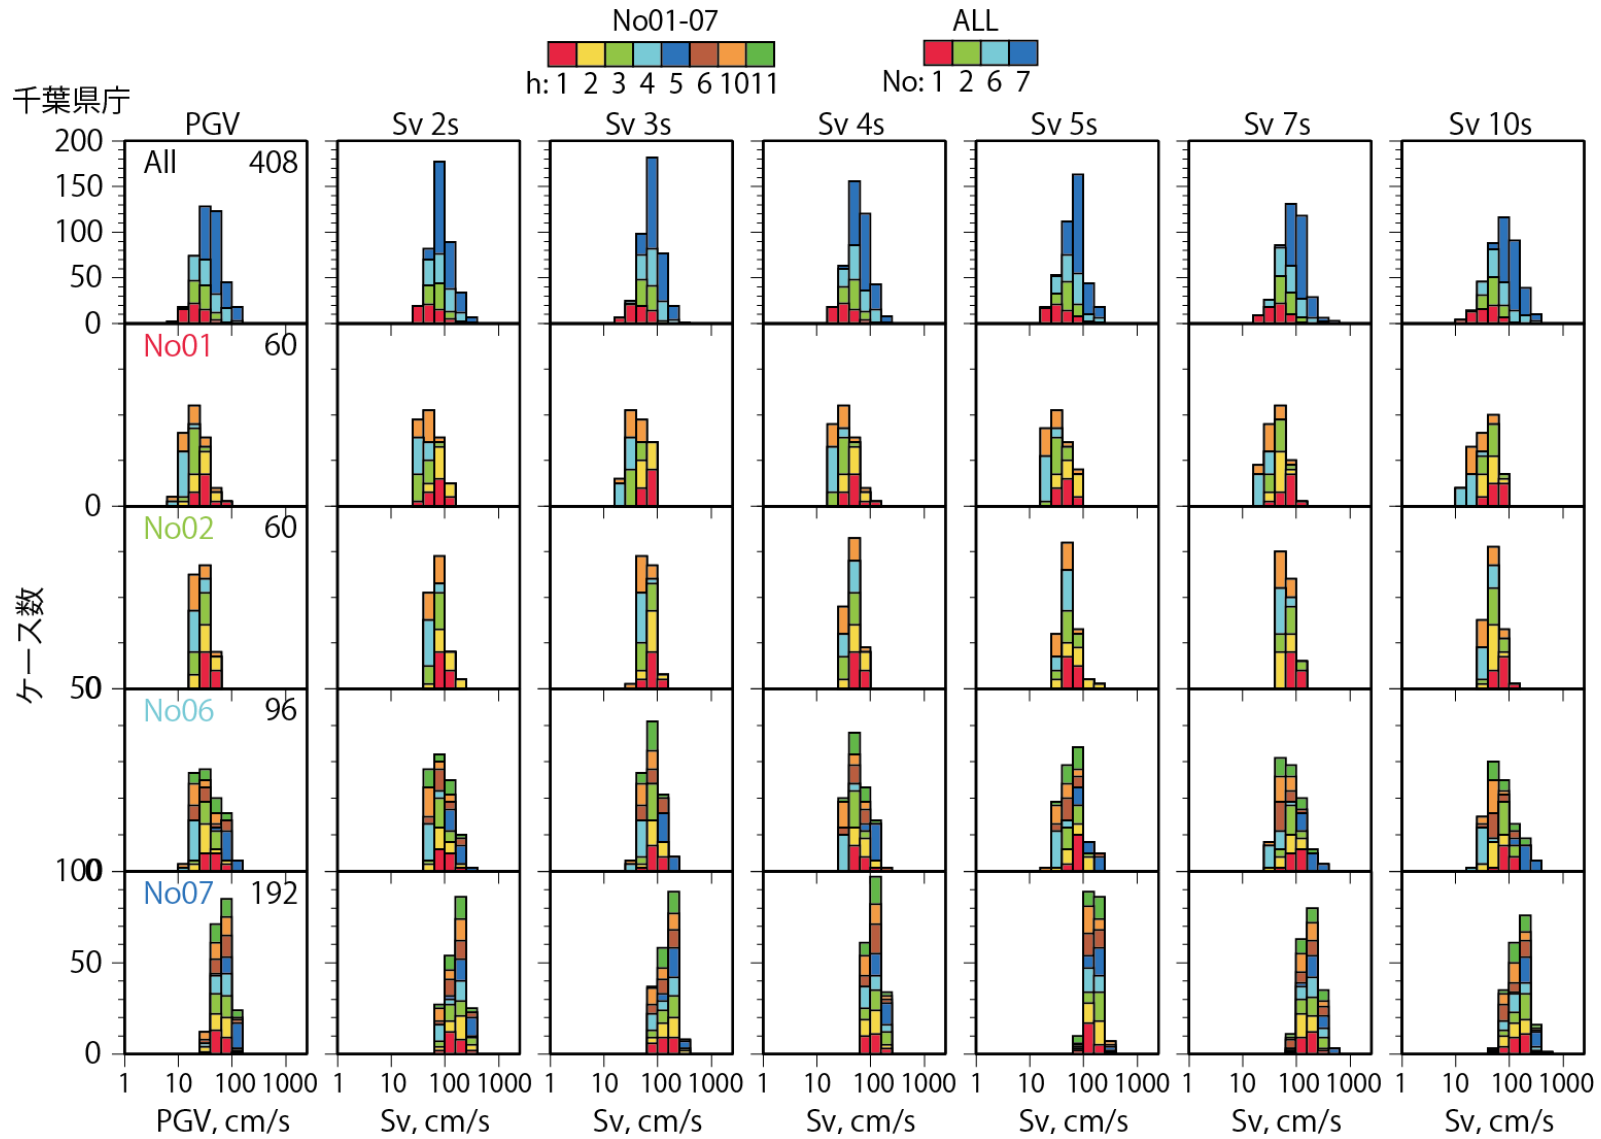 No01-07 ALL
h: 1 2 3 4 5 6 1011 No: 1 2 6 7
千葉県庁
PGV Sv 2s Sv 3s Sv 4s Sv 5s Sv 7s Sv 10s
200
All 408
150
100
50
0
No01 60
0
No02 60
ケース数
50
No06 96
100
No07 192
50
0
1 10 100 1000 1 10 100 1000 1 10 100 1000 1 10 100 1000 1 10 100 1000 1 10 100 1000 1 10 100 1000
PGV, cm/s Sv, cm/s Sv, cm/s Sv, cm/s Sv, cm/s Sv, cm/s Sv, cm/s